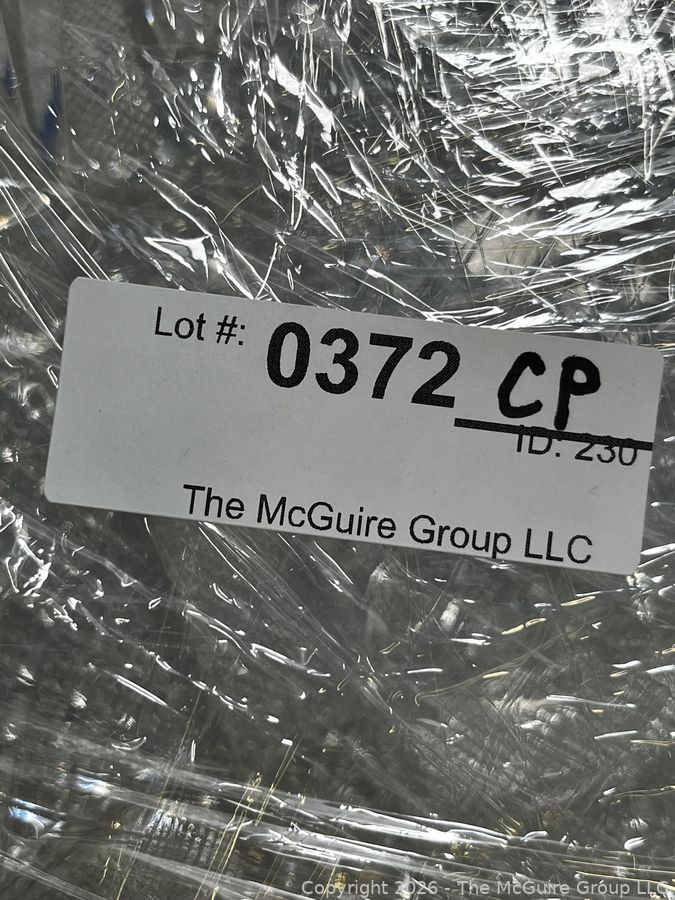 Lot #: 0372 CP
ID: 230
The McGuire Group LLC
Copyright 2026 - The McGuire Group LLC